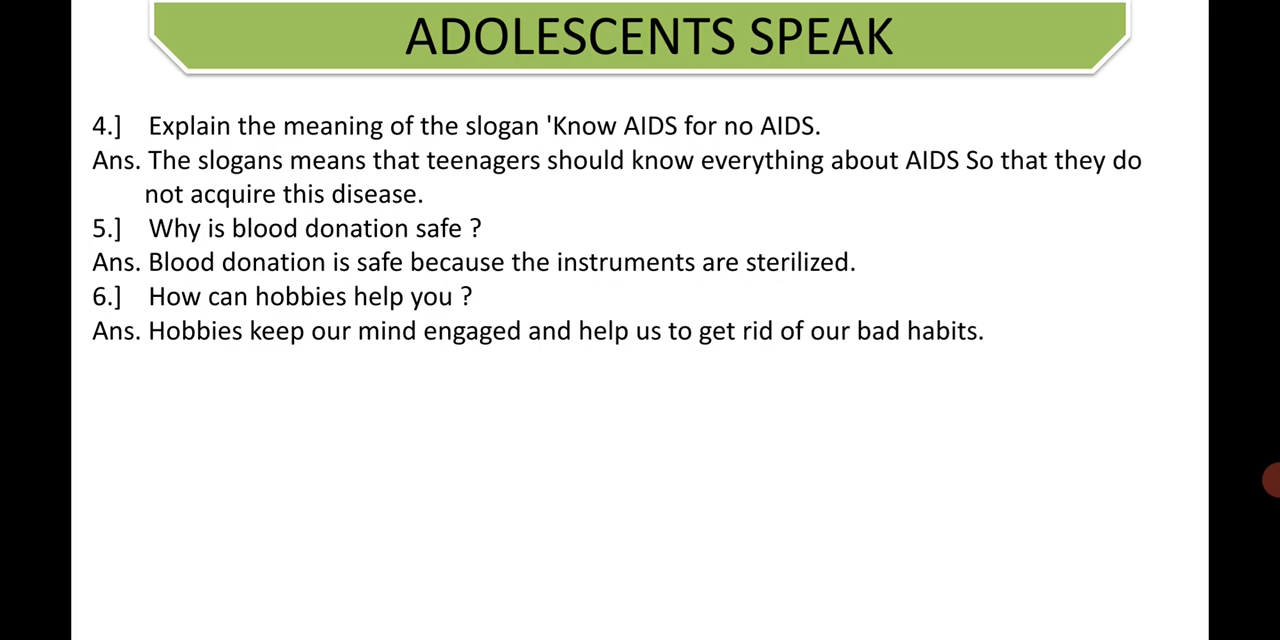 ADOLESCENTS SPEAK
4.] Explain the meaning of the slogan 'Know AIDS for no AIDS.
Ans. The slogans means that teenagers should know everything about AIDS So that they do
not acquire this disease.
5.] Why is blood donation safe ?
Ans. Blood donation is safe because the instruments are sterilized.
6.] How can hobbies help you ?
Ans. Hobbies keep our mind engaged and help us to get rid of our bad habits.